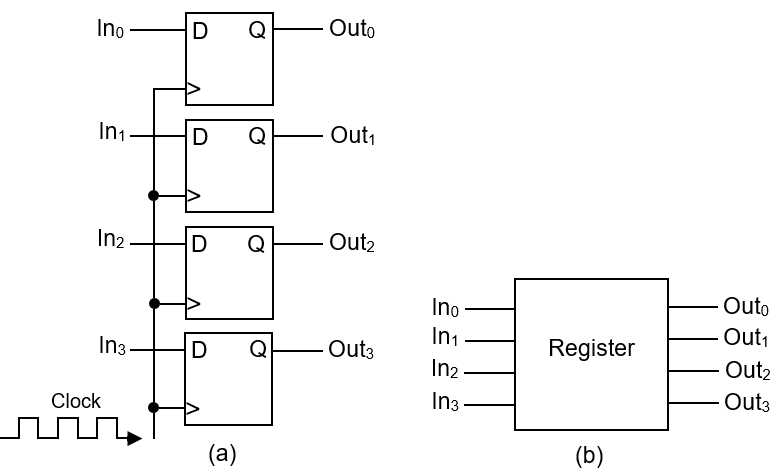 In0 D Q Out0
In1 D Q Out1
In2 D Q Out2
In3 D Q Out3
Clock
(a)
In0 Out0
In1 Out1
Register
In2 Out2
In3 Out3
(b)